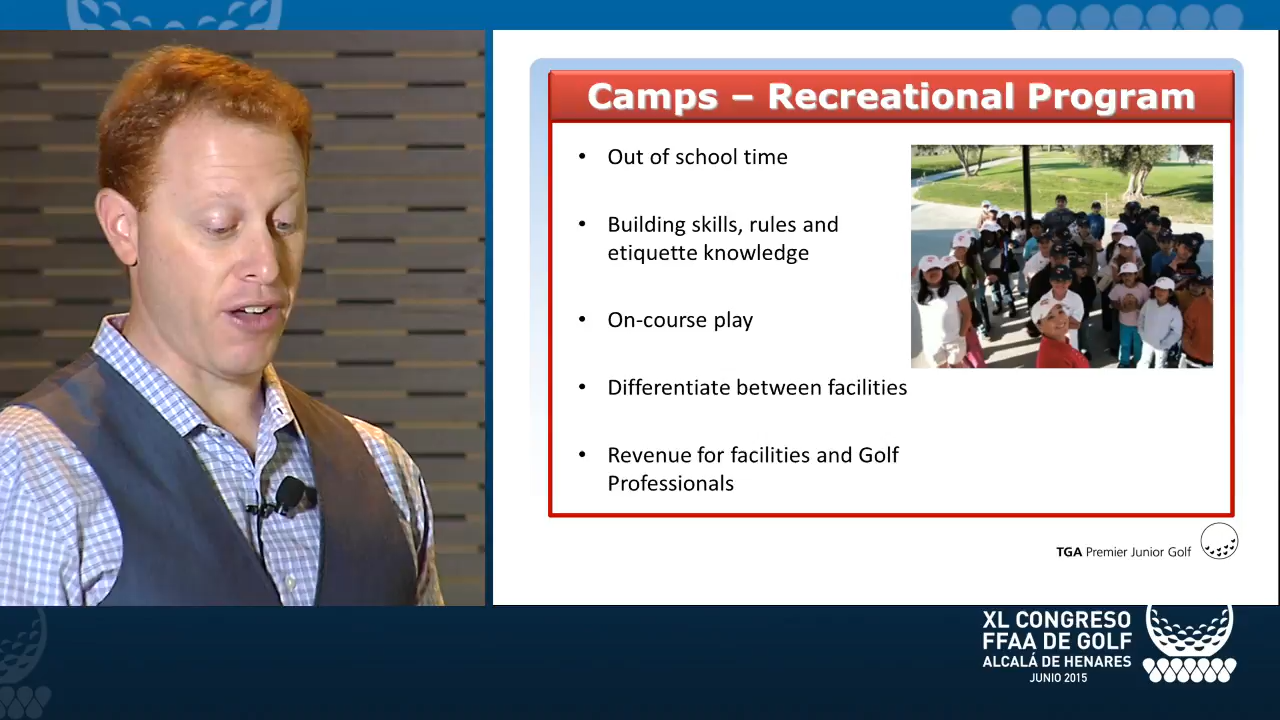 Camps – Recreational Program
• Out of school time
• Building skills, rules and
etiquette knowledge
• On-course play
• Differentiate between facilities
• Revenue for facilities and Golf
Professionals
TGA Premier Junior Golf
XL CONGRESO
FFAA DE GOLF
ALCALÁ DE HENARES
JUNIO 2015